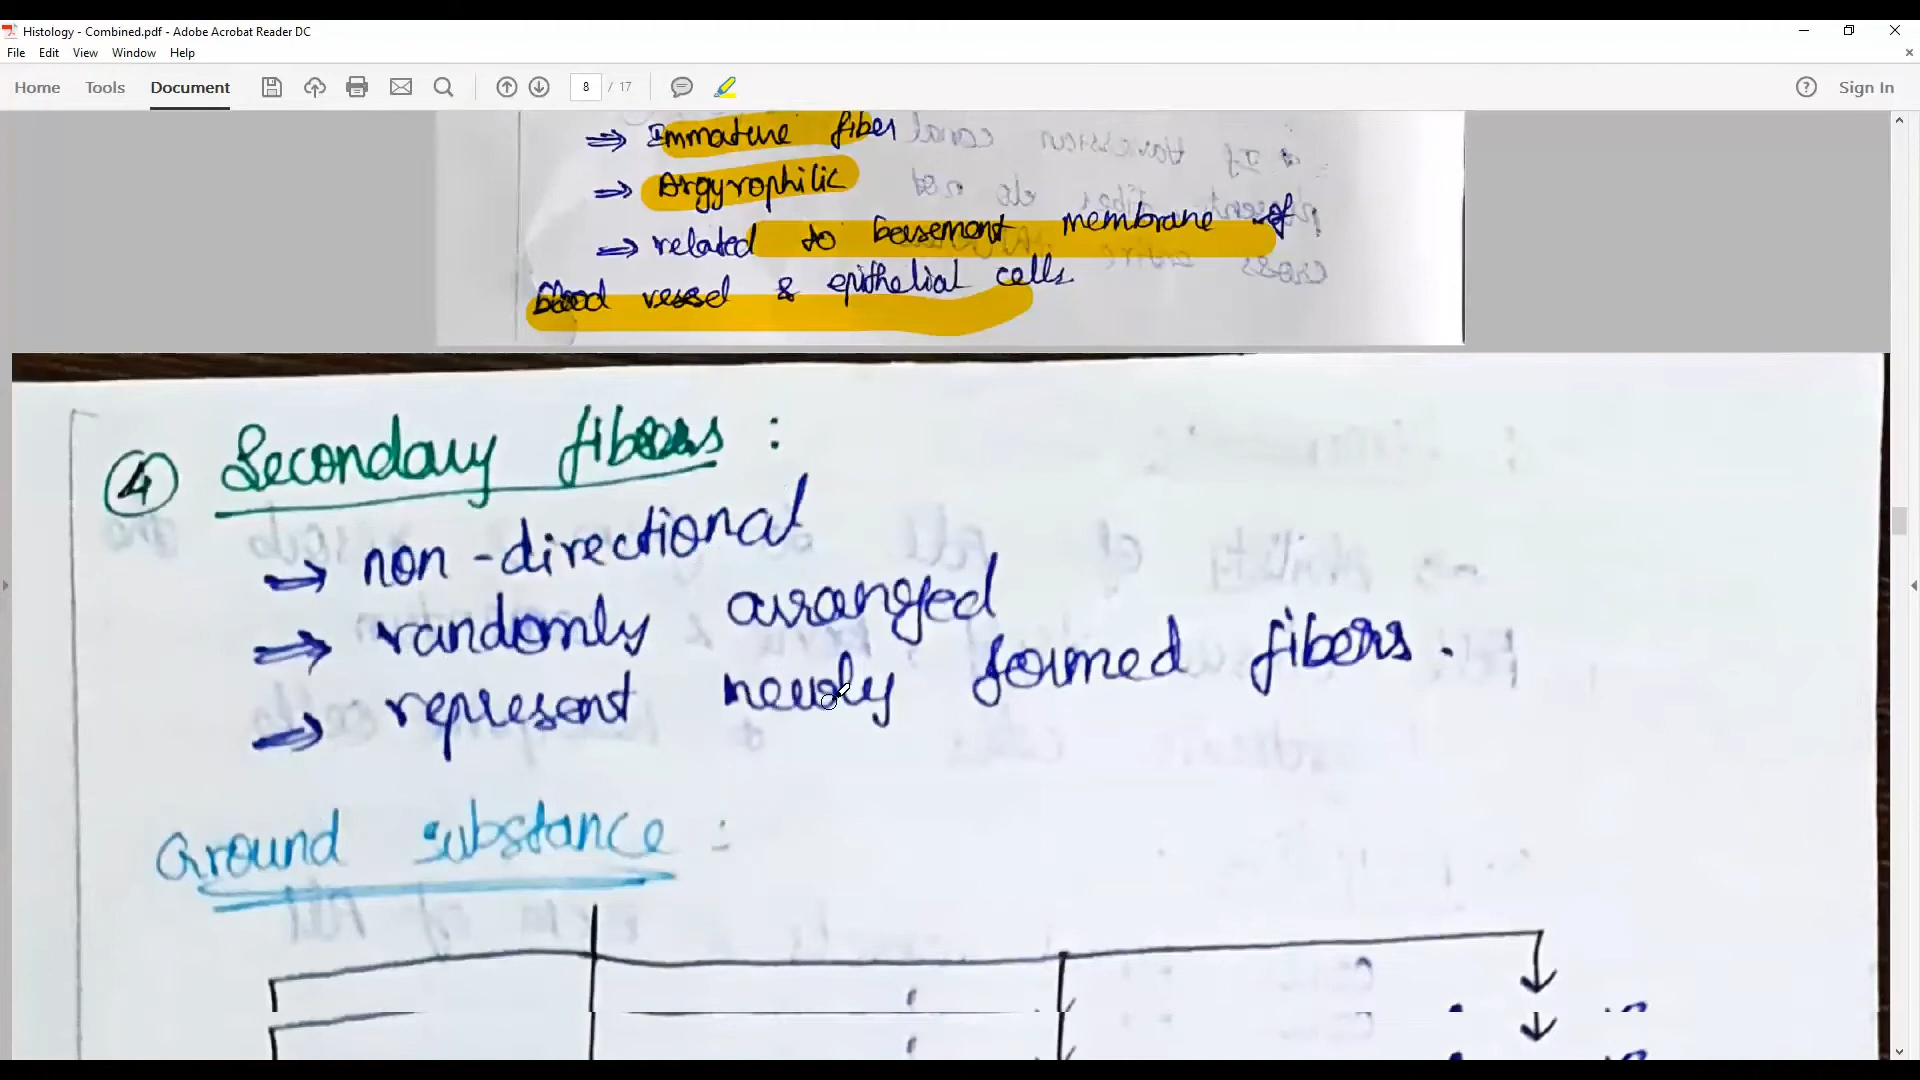 Histology - Combined.pdf - Adobe Acrobat Reader DC
File Edit View Window Help
Home Tools Document 8 / 17 Sign In
⇒ Immature fiber
⇒ Argyrophilic
⇒ related to basement membrane of
blood vessel & epithelial cells
④ Secondary fibers :
→ non-directional
→ randomly arranged
→ represent newly formed fibers.
Ground substance :